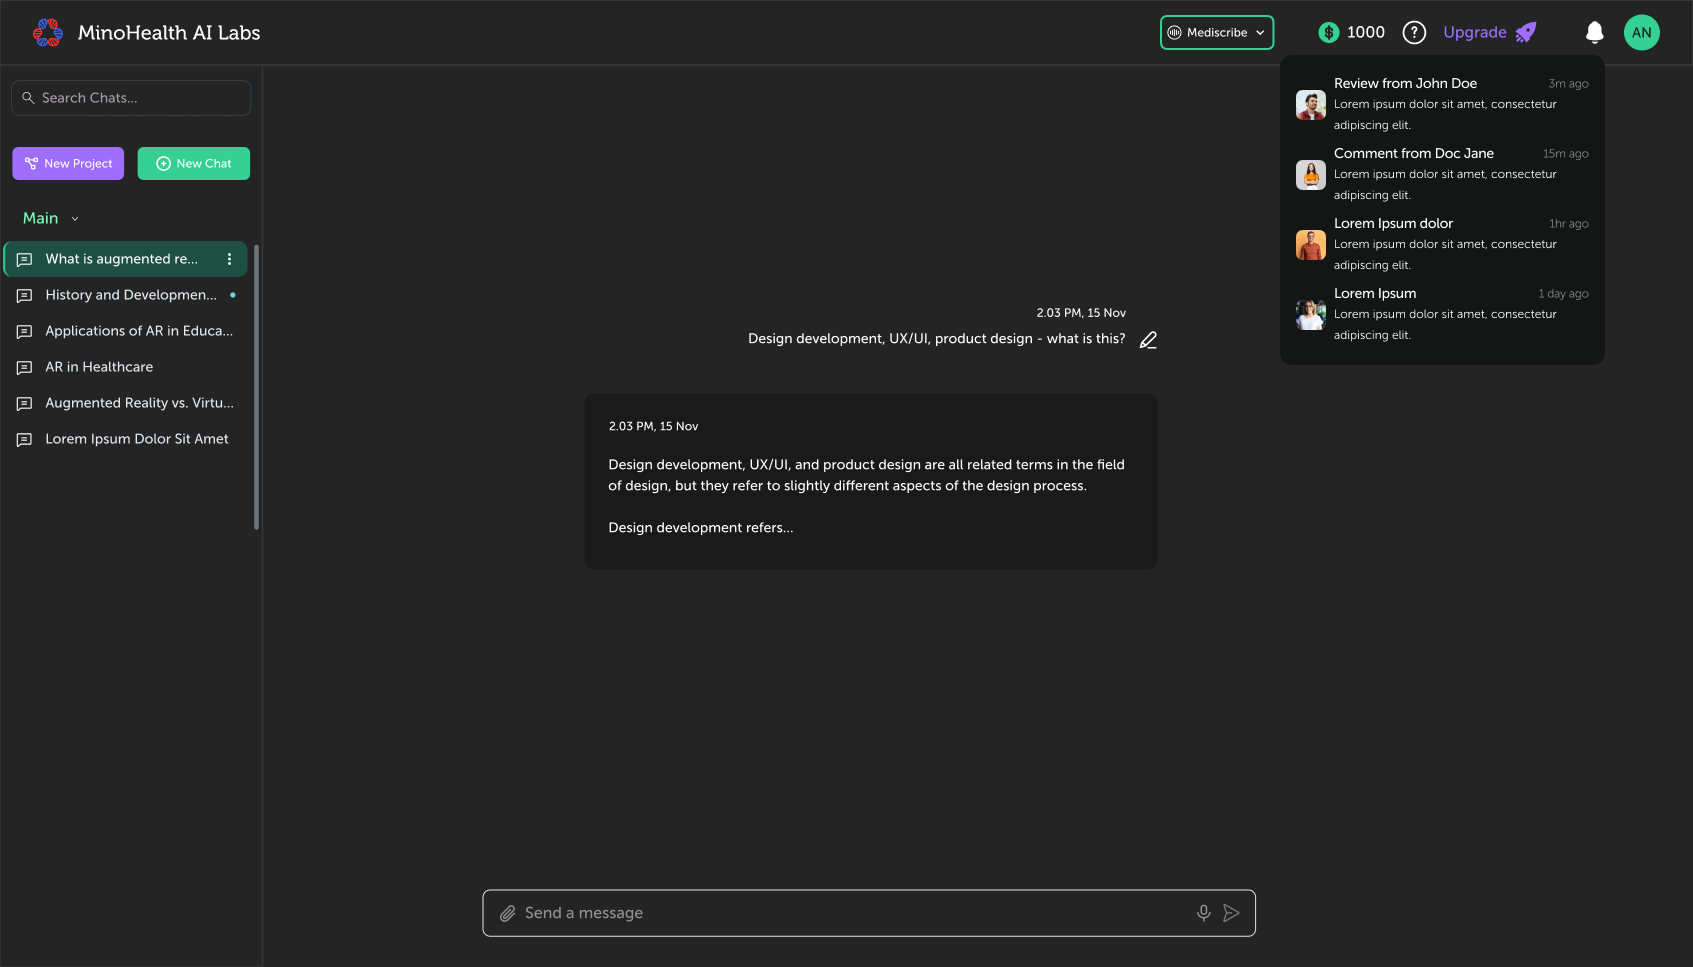 MinoHealth AI Labs
Mediscribe
1000
?
Upgrade
AN
Search Chats...
New Project
New Chat
Main
What is augmented re...
History and Developmen...
Applications of AR in Educa...
AR in Healthcare
Augmented Reality vs. Virtu...
Lorem Ipsum Dolor Sit Amet
2.03 PM, 15 Nov
Design development, UX/UI, product design - what is this?
2.03 PM, 15 Nov
Design development, UX/UI, and product design are all related terms in the field
of design, but they refer to slightly different aspects of the design process.
Design development refers...
Send a message
Review from John Doe
3m ago
Lorem ipsum dolor sit amet, consectetur
adipiscing elit.
Comment from Doc Jane
15m ago
Lorem ipsum dolor sit amet, consectetur
adipiscing elit.
Lorem Ipsum dolor
1hr ago
Lorem ipsum dolor sit amet, consectetur
adipiscing elit.
Lorem Ipsum
1 day ago
Lorem ipsum dolor sit amet, consectetur
adipiscing elit.